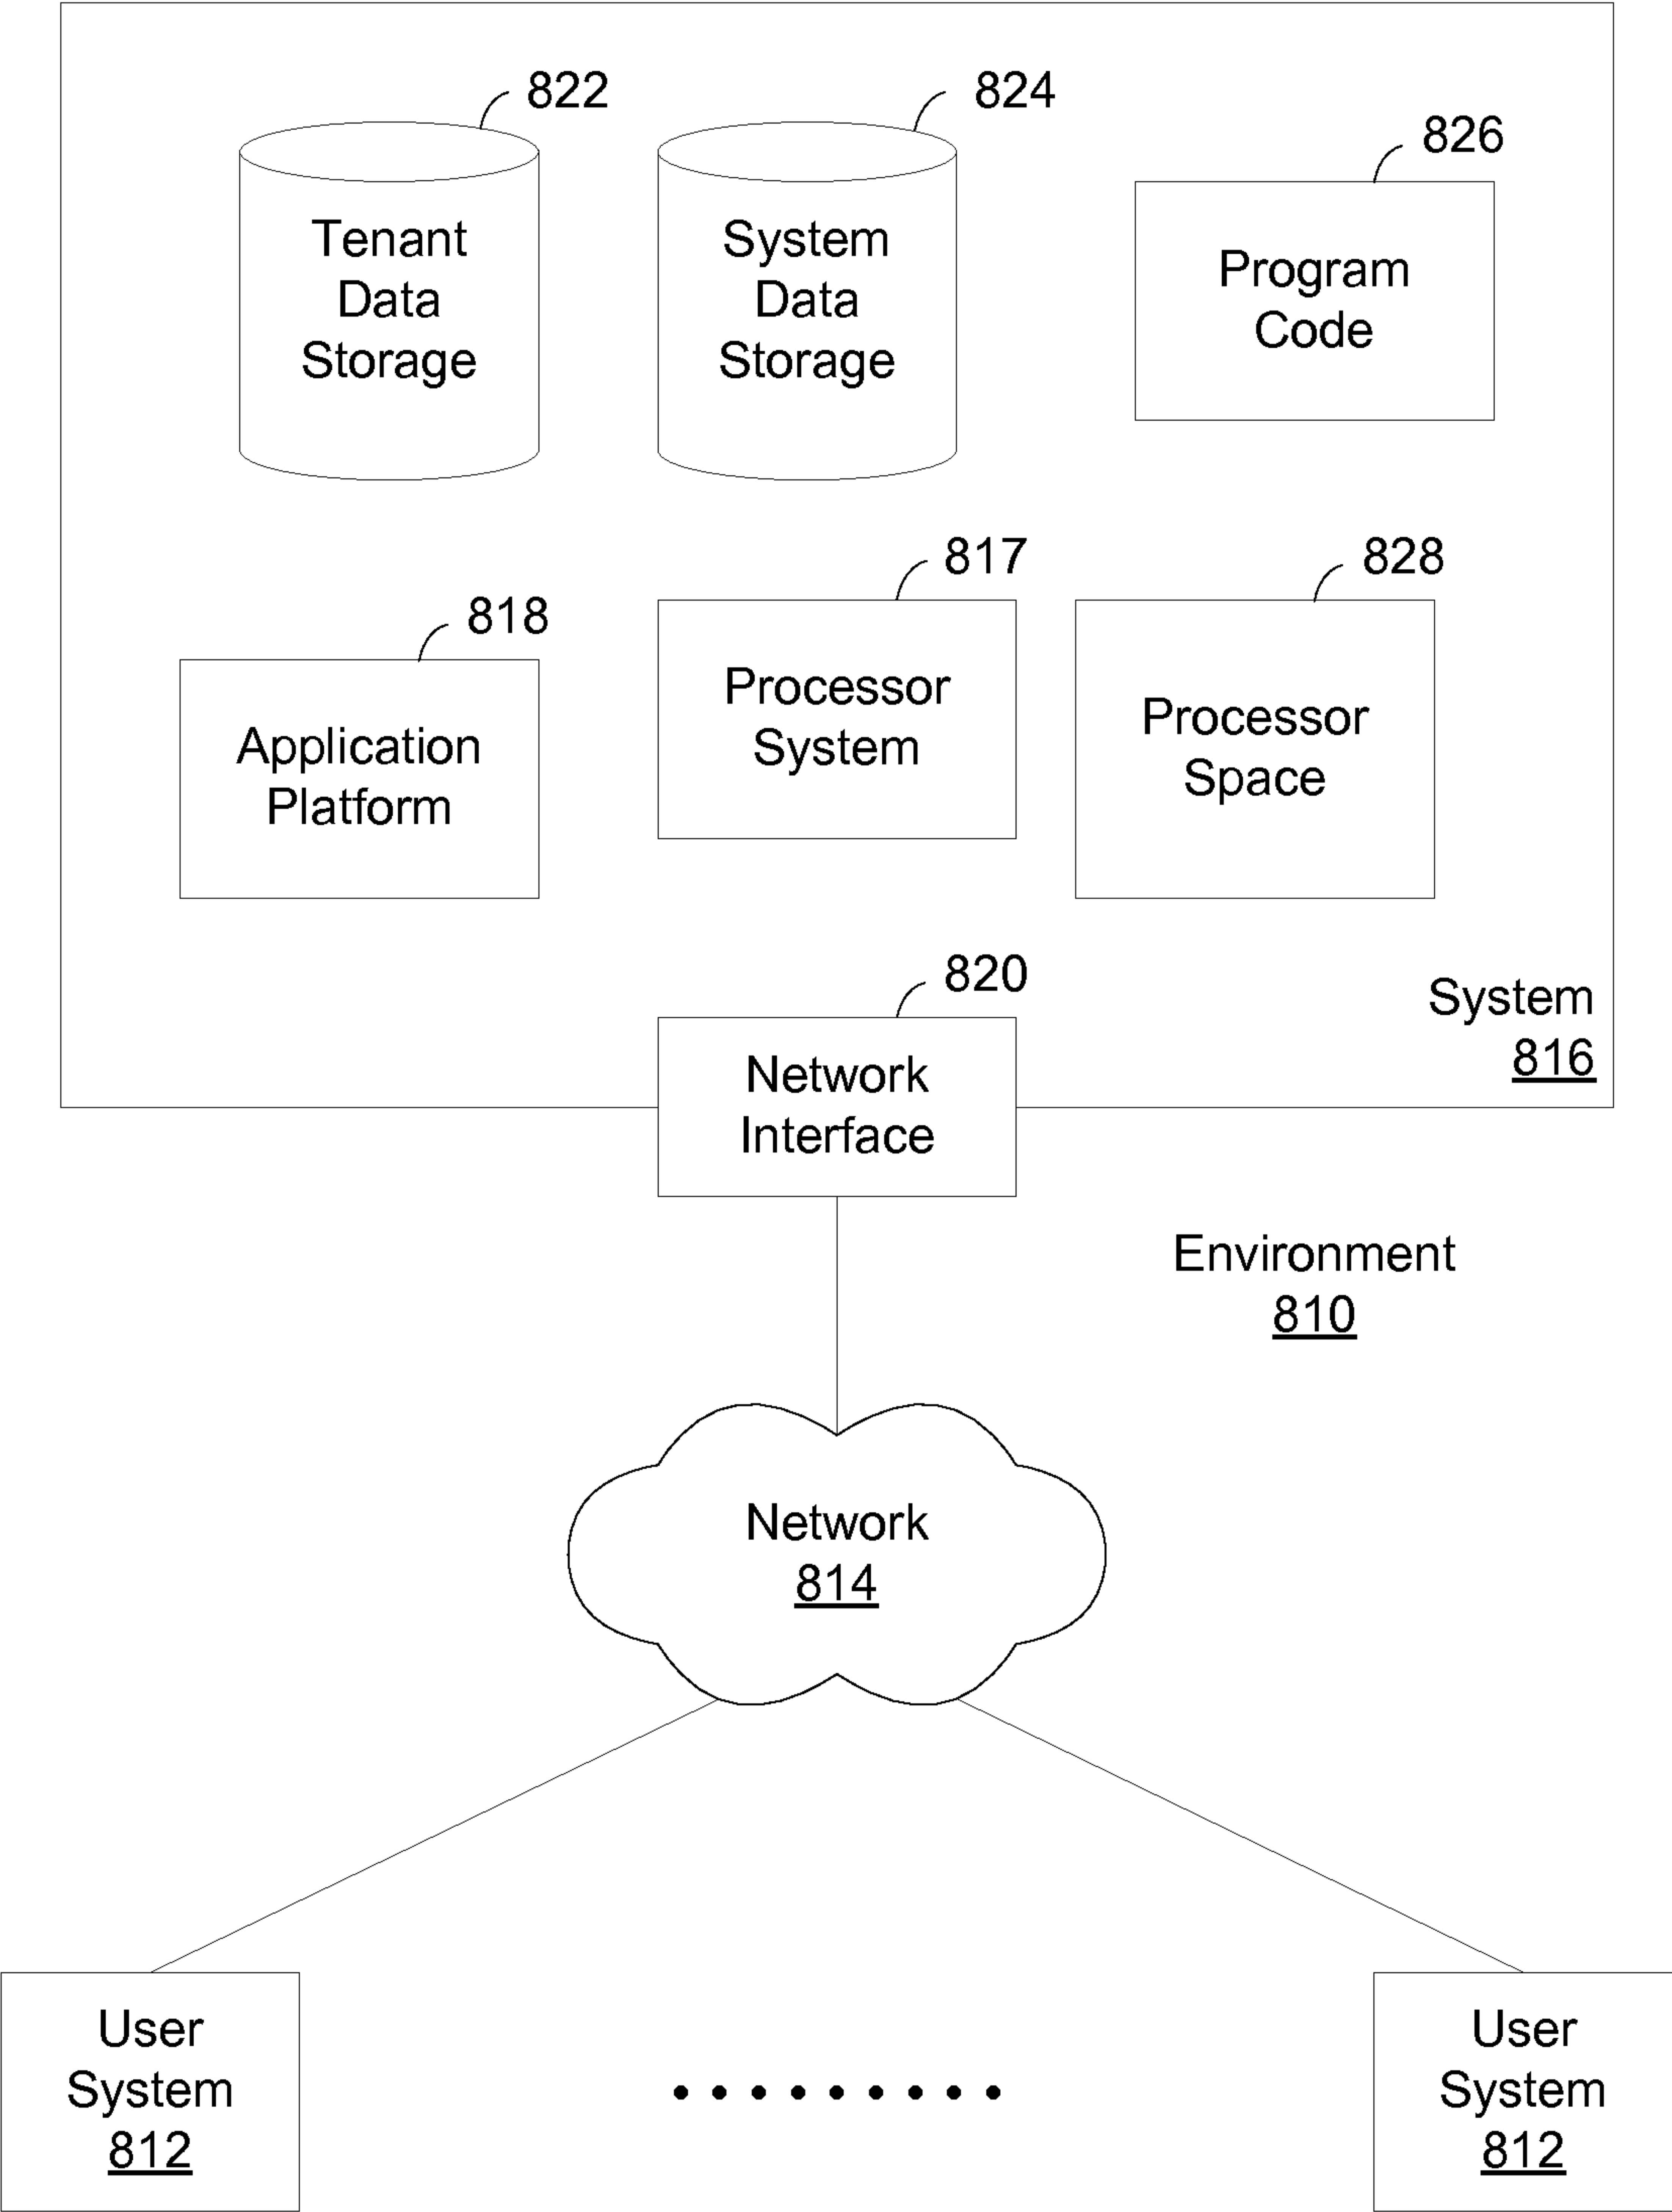 822
824
826
Tenant
Data
Storage
System
Data
Storage
Program
Code
818
817
828
Application
Platform
Processor
System
Processor
Space
820
Network
Interface
System
816
Environment
810
Network
814
User
System
812
User
System
812